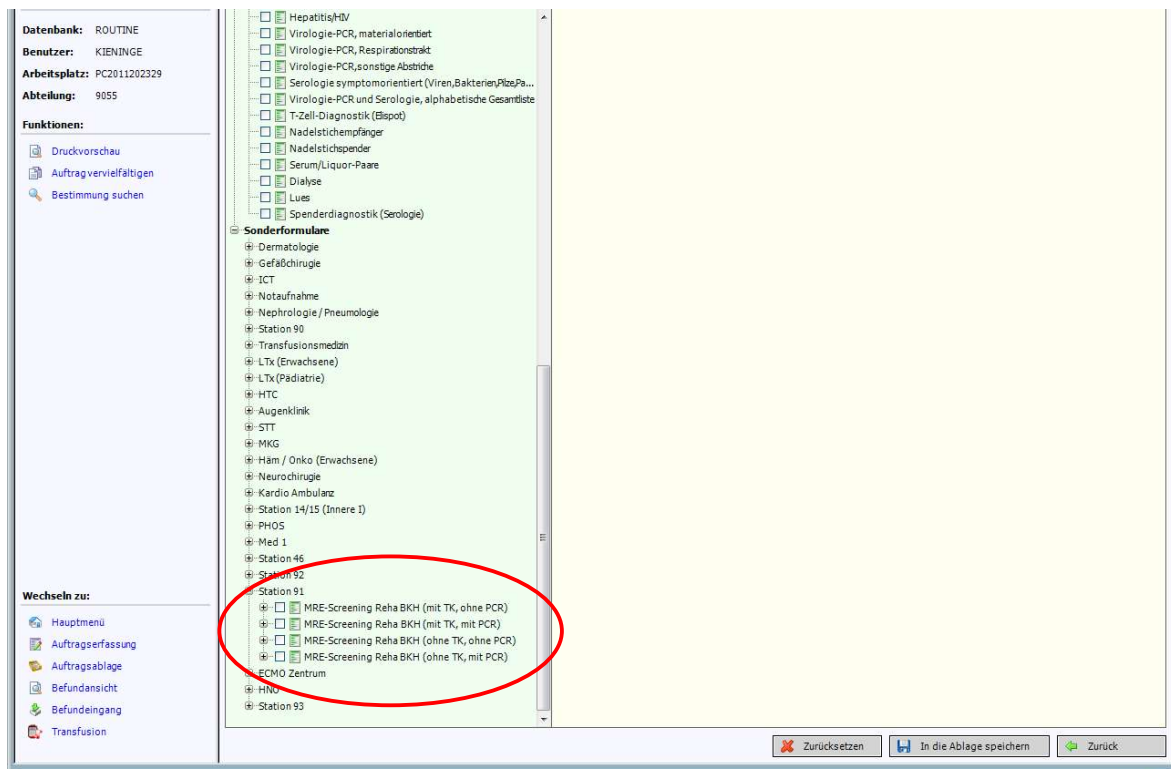 Datenbank: ROUTINE
Benutzer: KIENINGE
Arbeitsplatz: PC2011202329
Abteilung: 9055
Funktionen:
Druckvorschau
Auftrag vervielfältigen
Bestimmung suchen
Wechseln zu:
Hauptmenü
Auftragserfassung
Auftragsablage
Befundansicht
Befundeingang
Transfusion
Hepatitis/HIV
Virologie-PCR, materialorientiert
Virologie-PCR, Respirationstrakt
Virologie-PCR,sonstige Abstriche
Serologie symptomorientiert (Viren,Bakterien,Pilze,Pa...
Virologie-PCR und Serologie, alphabetische Gesamtliste
T-Zell-Diagnostik (Elispot)
Nadelstichempfänger
Nadelstichspender
Serum/Liquor-Paare
Dialyse
Lues
Spenderdiagnostik (Serologie)
Sonderformulare
Dermatologie
Gefäßchirugie
ICT
Notaufnahme
Nephrologie / Pneumologie
Station 90
Transfusionsmedizin
LTx (Erwachsene)
LTx (Pädiatrie)
HTC
Augenklinik
STT
MKG
Häm / Onko (Erwachsene)
Neurochirugie
Kardio Ambulanz
Station 14/15 (Innere I)
PHOS
Med 1
Station 46
Station 92
Station 91
MRE-Screening Reha BKH (mit TK, ohne PCR)
MRE-Screening Reha BKH (mit TK, mit PCR)
MRE-Screening Reha BKH (ohne TK, ohne PCR)
MRE-Screening Reha BKH (ohne TK, mit PCR)
ECMO Zentrum
HNO
Station 93
Zurücksetzen
In die Ablage speichern
Zurück